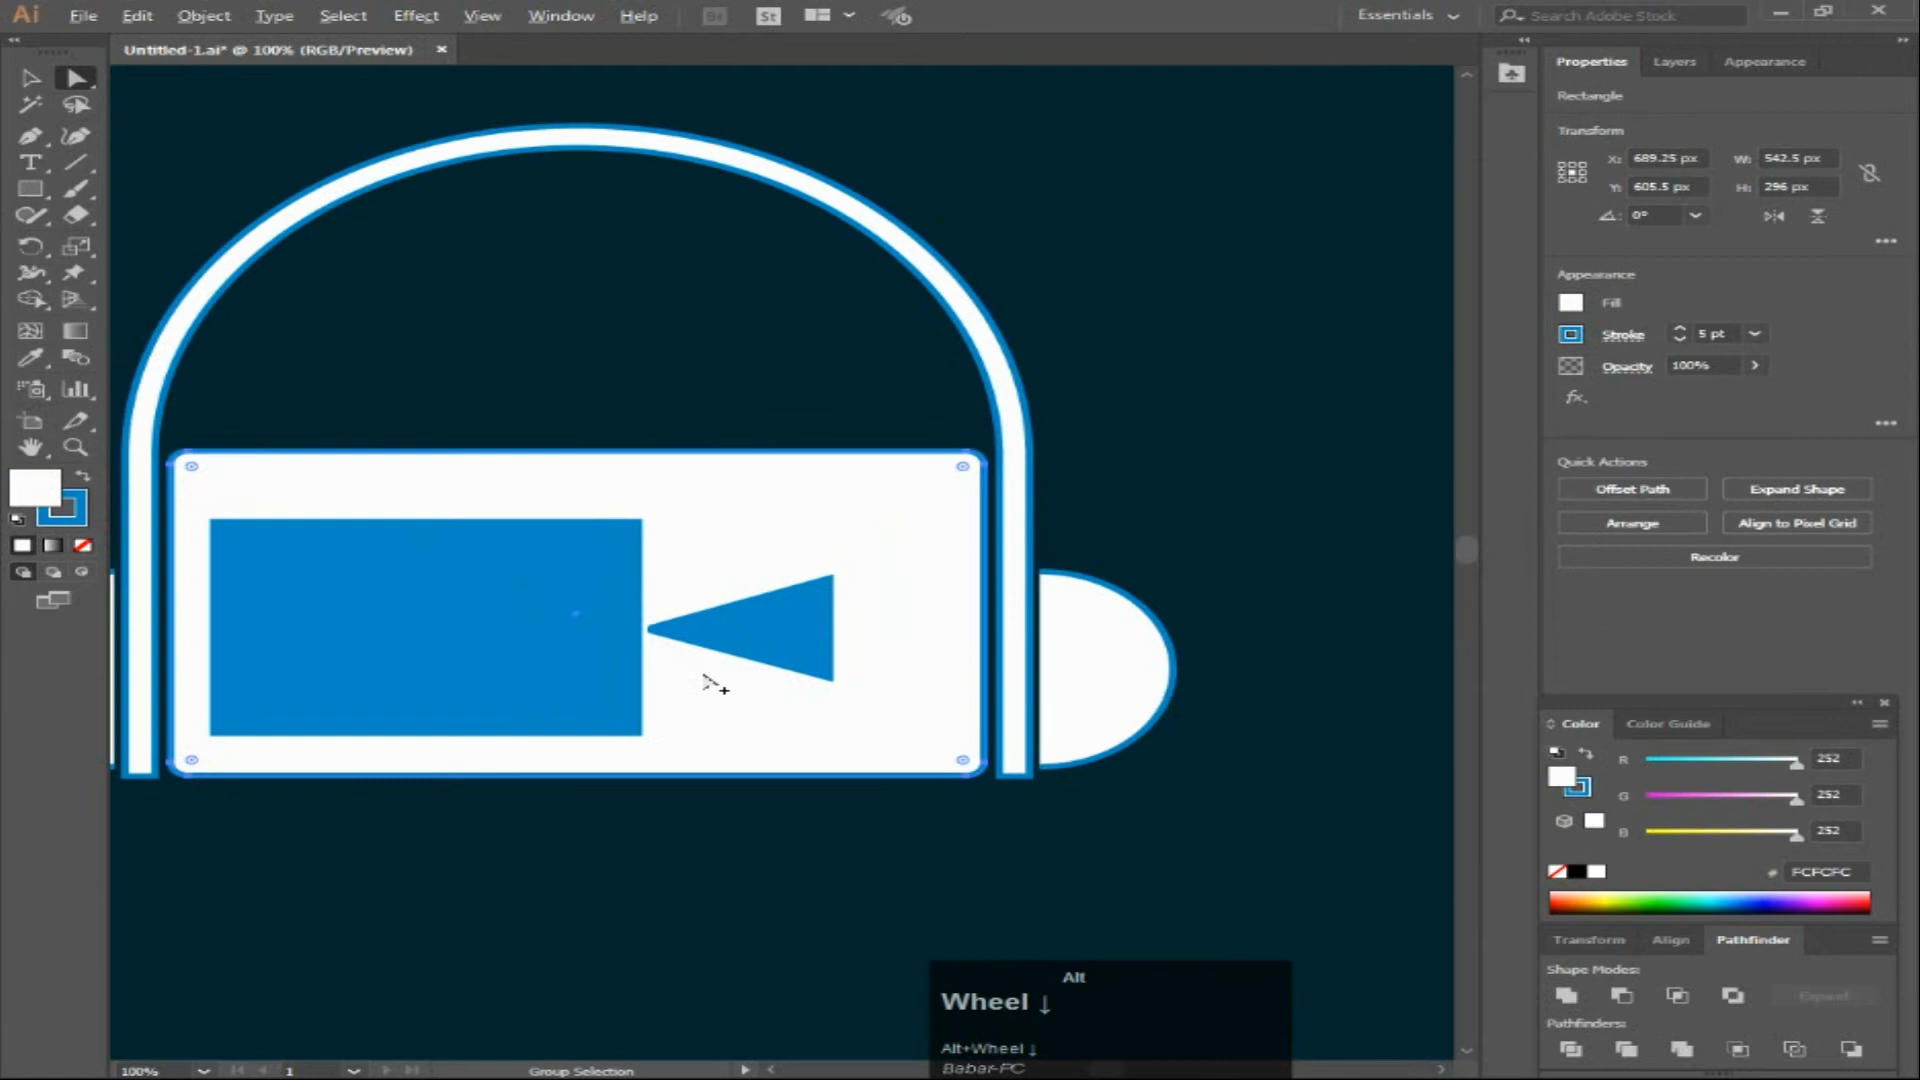 Ai File Edit Object Type Select Effect View Window Help Br St Essentials Search Adobe Stock
Untitled-1.ai* @ 100% (RGB/Preview) ×
Properties Layers Appearance
Rectangle
Transform
X: 689.25 px W: 542.5 px
Y: 605.5 px H: 296 px
0°
Appearance
Fill
Stroke 5 pt
Opacity 100%
fx.
Quick Actions
Offset Path Expand Shape
Arrange Align to Pixel Grid
Recolor
Color Color Guide
R 252
G 252
B 252
# FCFCFC
Transform Align Pathfinder
Shape Modes:
Expand
Pathfinders:
Alt
Wheel ↓
Alt+Wheel ↓
Babar-PC
100% 1 Group Selection